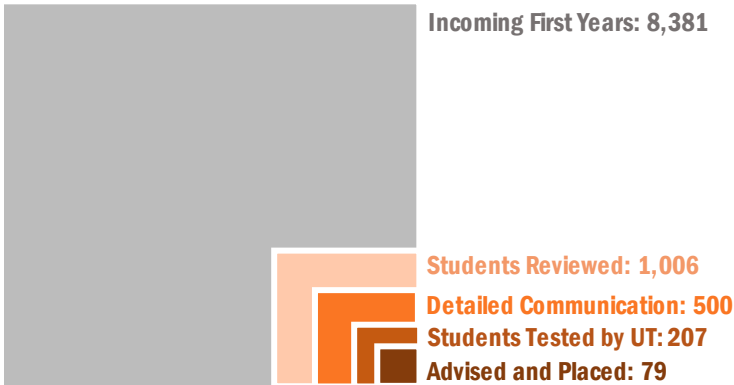 Incoming First Years: 8,381
Students Reviewed: 1,006
Detailed Communication: 500
Students Tested by UT: 207
Advised and Placed: 79